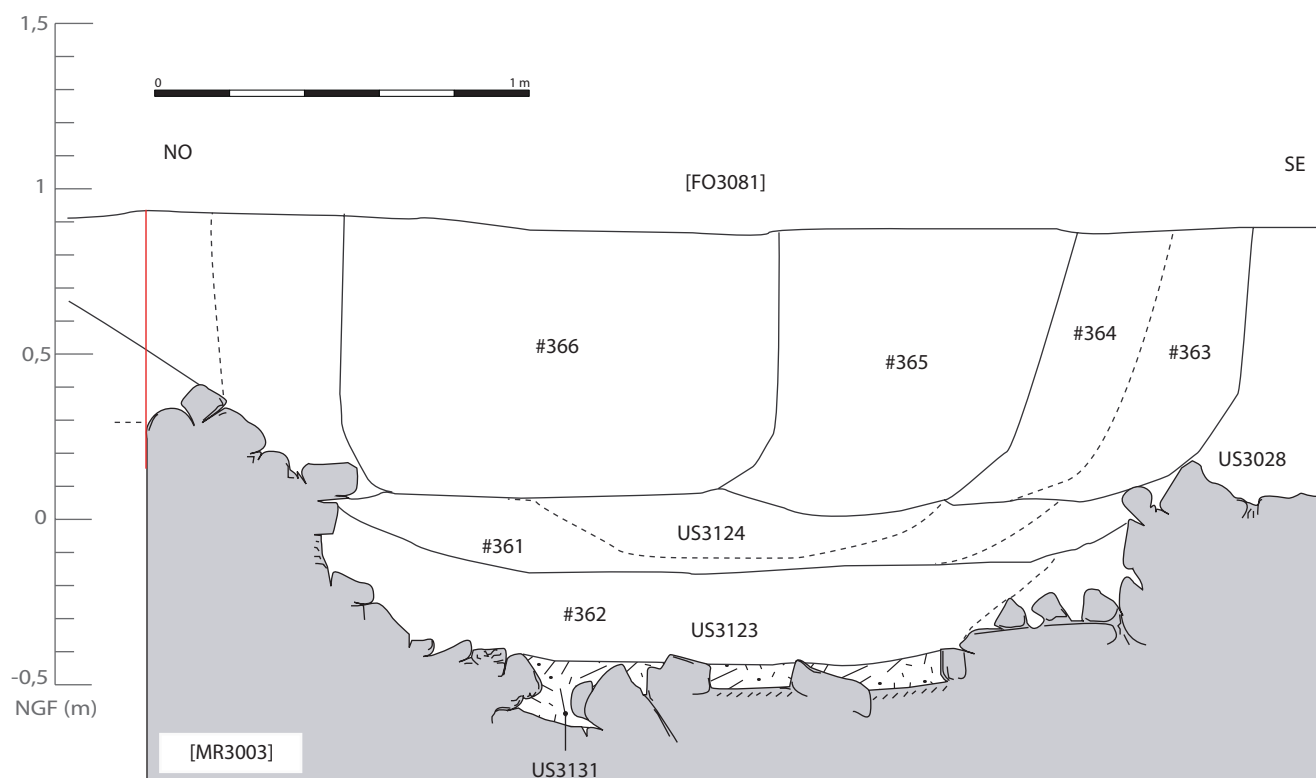 1,5
0 1 m
NO
[FO3081]
SE
1
#364
#366
#363
#365
0,5
US3028
0
US3124
#361
#362
US3123
-0,5
NGF (m)
[MR3003]
US3131